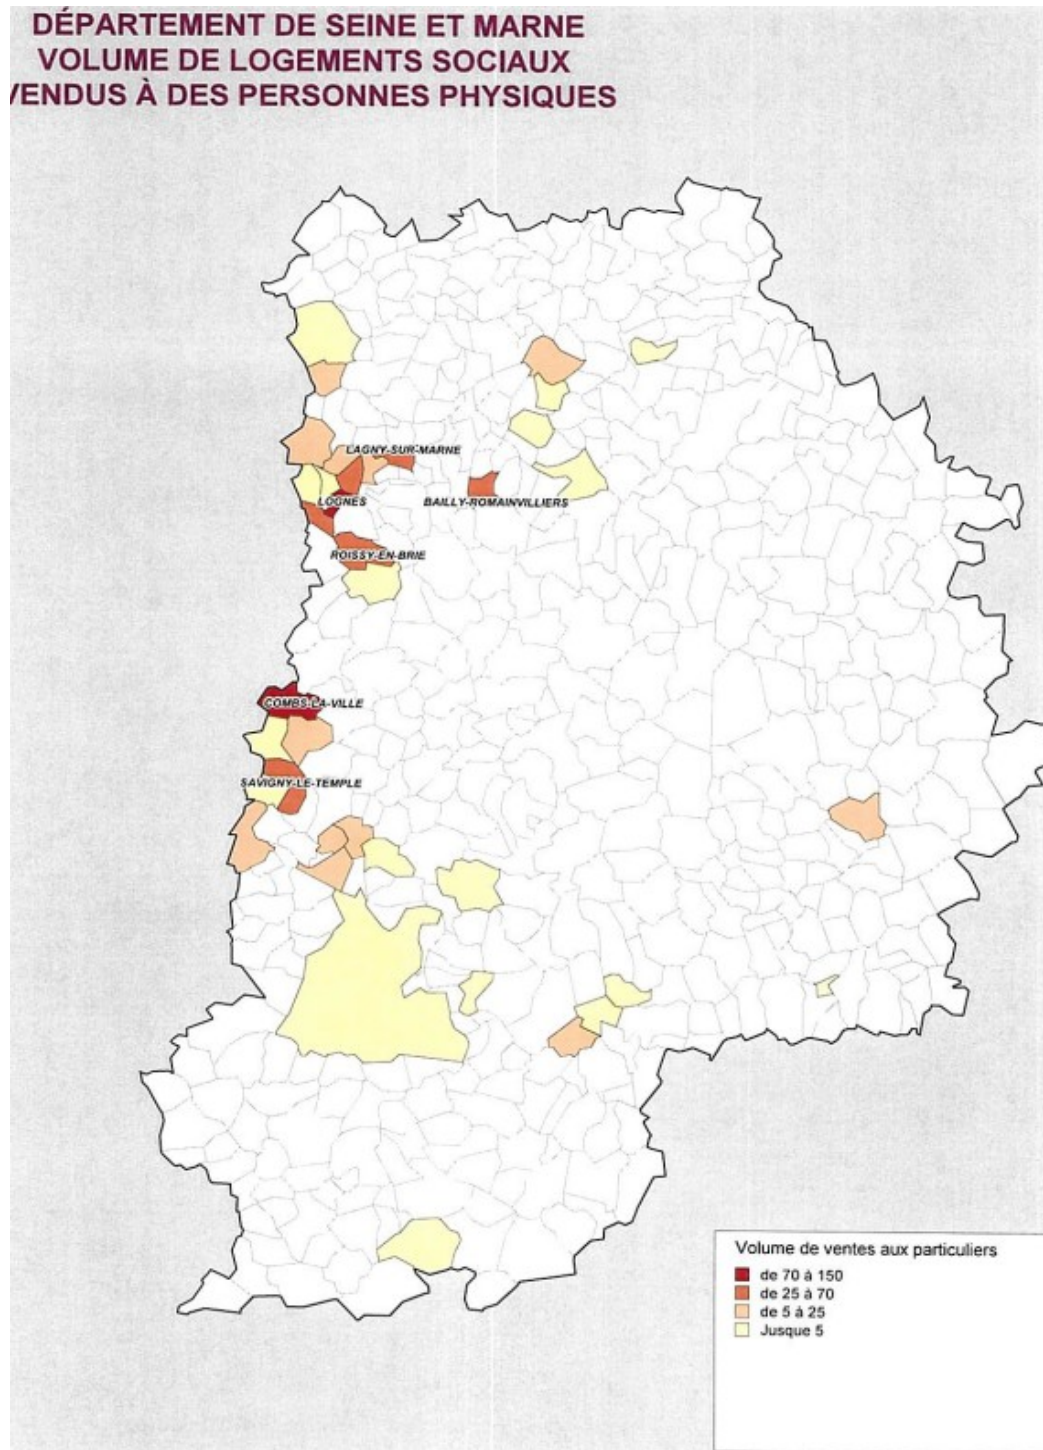 DÉPARTEMENT DE SEINE ET MARNE
VOLUME DE LOGEMENTS SOCIAUX
VENDUS À DES PERSONNES PHYSIQUES
LAGNY-SUR-MARNE
LOGNES
BAILLY-ROMAINVILLIERS
ROISSY-EN-BRIE
COMBS-LA-VILLE
SAVIGNY-LE-TEMPLE
Volume de ventes aux particuliers
de 70 à 150
de 25 à 70
de 5 à 25
Jusque 5